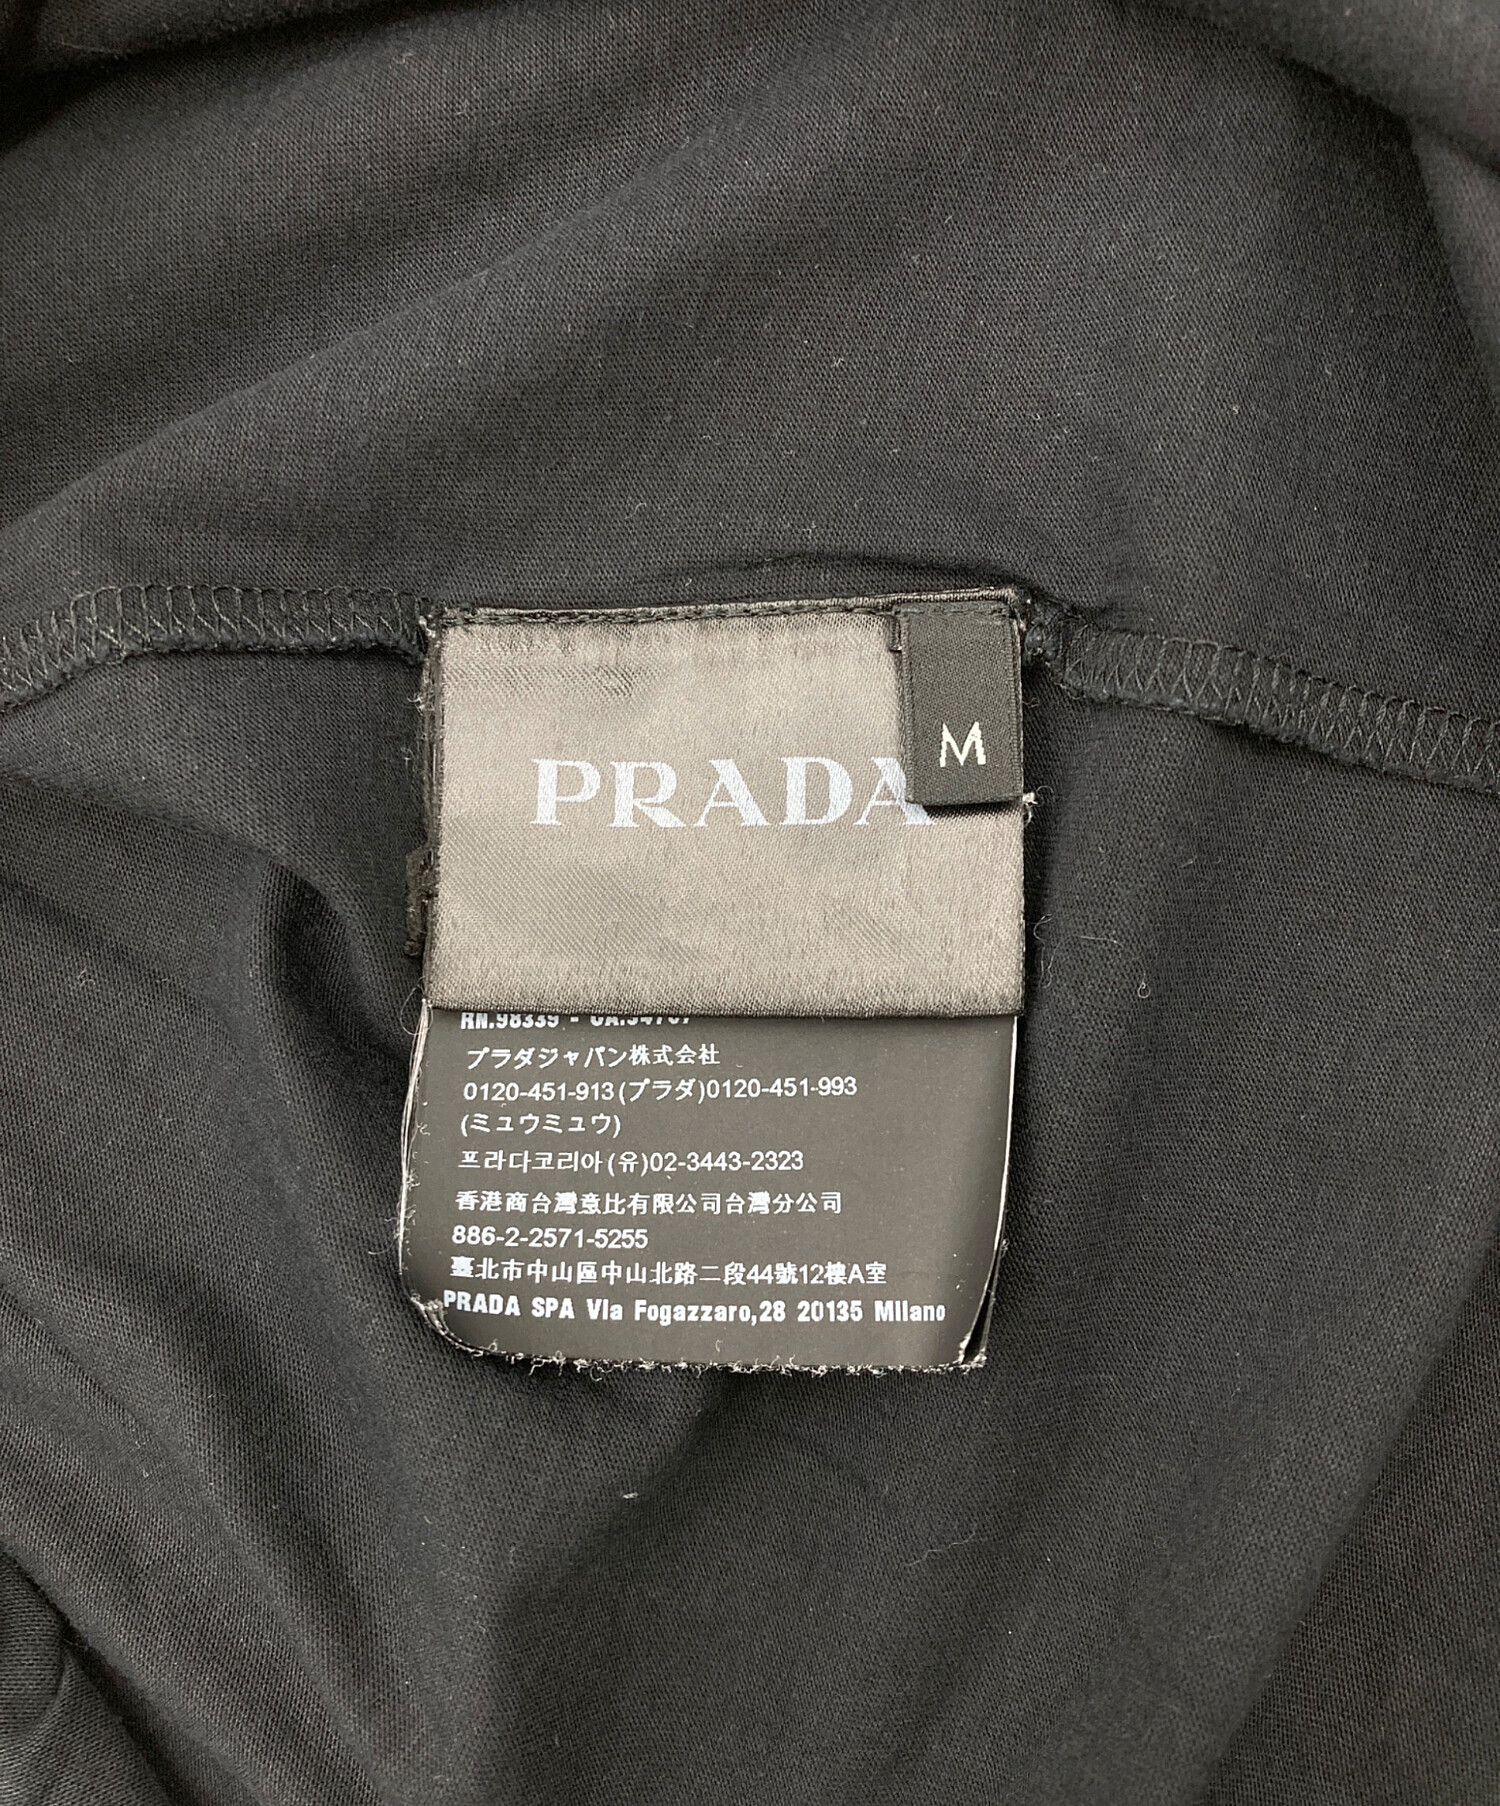 PRADA
M
RN.98339 - CA.34707
プラダジャパン株式会社
0120-451-913(プラダ)0120-451-993
(ミュウミュウ)
프라다코리아(유)02-3443-2323
香港商台灣意比有限公司台灣分公司
886-2-2571-5255
臺北市中山區中山北路二段44號12樓A室
PRADA SPA Via Fogazzaro,28 20135 Milano